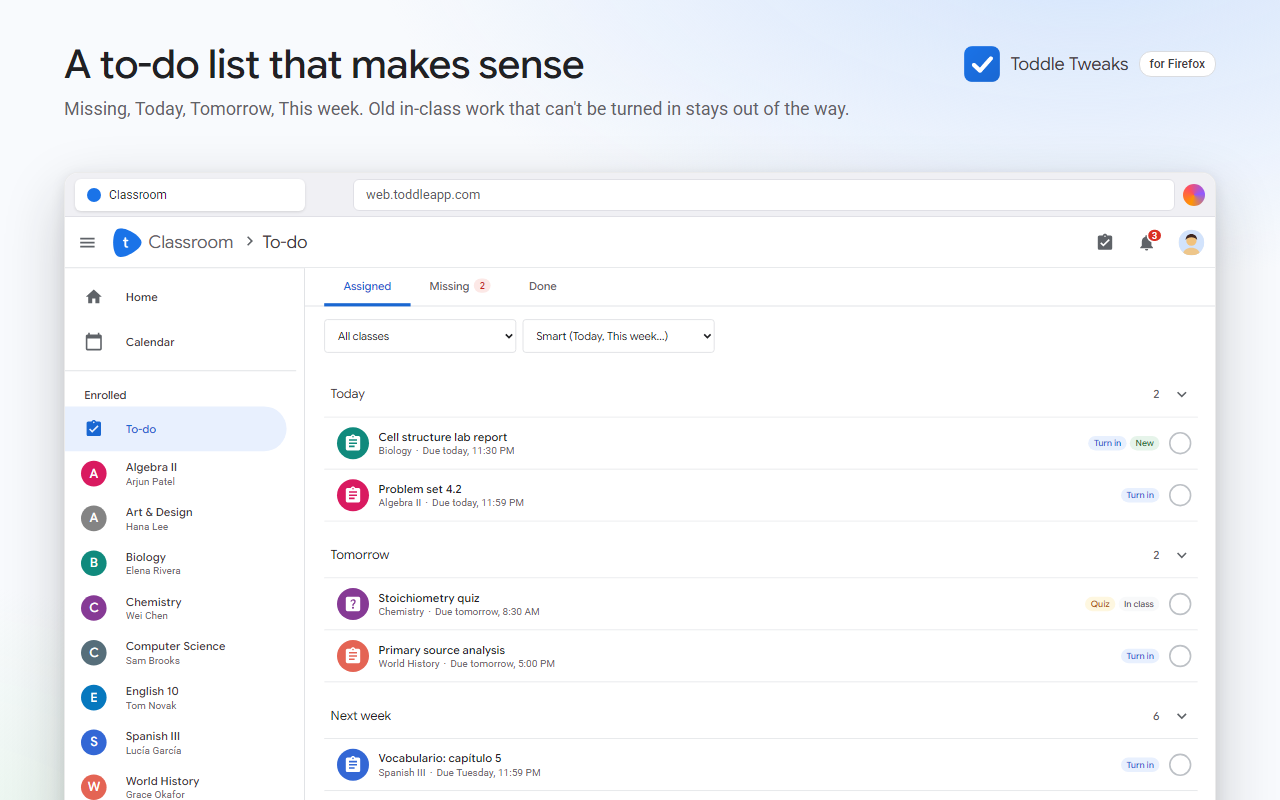 A to-do list that makes sense
Missing, Today, Tomorrow, This week. Old in-class work that can't be turned in stays out of the way.
Toddle Tweaks
for Firefox
Classroom
web.toddleapp.com
t
Classroom
To-do
3
Home
Calendar
Enrolled
To-do
A
Algebra II
Arjun Patel
A
Art & Design
Hana Lee
B
Biology
Elena Rivera
C
Chemistry
Wei Chen
C
Computer Science
Sam Brooks
E
English 10
Tom Novak
S
Spanish III
Lucía García
W
World History
Grace Okafor
Assigned
Missing 2
Done
All classes
Smart (Today, This week...)
Today
2
Cell structure lab report
Biology · Due today, 11:30 PM
Turn in
New
Problem set 4.2
Algebra II · Due today, 11:59 PM
Turn in
Tomorrow
2
?
Stoichiometry quiz
Chemistry · Due tomorrow, 8:30 AM
Quiz
In class
Primary source analysis
World History · Due tomorrow, 5:00 PM
Turn in
Next week
6
Vocabulario: capítulo 5
Spanish III · Due Tuesday, 11:59 PM
Turn in